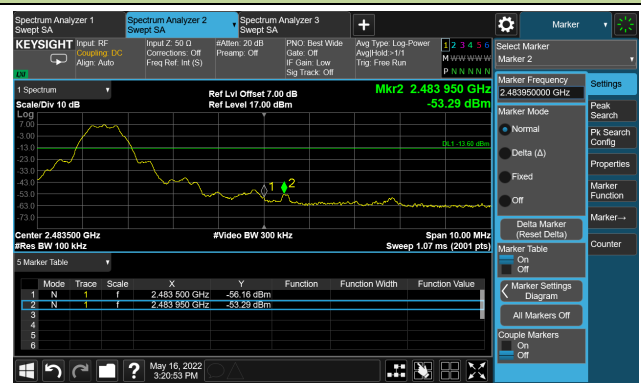 Spectrum Analyzer 1
Swept SA
Spectrum Analyzer 2
Swept SA
Spectrum Analyzer 3
Swept SA
+
Marker
KEYSIGHT
LXI
Input: RF
Coupling: DC
Align: Auto
Input Z: 50 Ω
Corrections: Off
Freq Ref: Int (S)
#Atten: 20 dB
Preamp: Off
PNO: Best Wide
Gate: Off
IF Gain: Low
Sig Track: Off
Avg Type: Log-Power
Avg|Hold:>1/1
Trig: Free Run
1 2 3 4 5 6
M W W W W W
P N N N N N
Select Marker
Marker 2
1 Spectrum
Scale/Div 10 dB
Ref Lvl Offset 7.00 dB
Ref Level 17.00 dBm
Mkr2 2.483 950 GHz
-53.29 dBm
Log
7.00
-3.00
-13.0
-23.0
-33.0
-43.0
-53.0
-63.0
-73.0
DL1 -13.60 dBm
1
2
Center 2.483500 GHz
#Res BW 100 kHz
#Video BW 300 kHz
Span 10.00 MHz
Sweep 1.07 ms (2001 pts)
5 Marker Table
Mode Trace Scale X Y Function Function Width Function Value
1 N 1 f 2.483 500 GHz -56.16 dBm
2 N 1 f 2.483 950 GHz -53.29 dBm
3
4
5
6
Marker Frequency
2.483950000 GHz
Marker Mode
Normal
Delta (Δ)
Fixed
Off
Delta Marker
(Reset Delta)
Marker Table
On
Off
Marker Settings
Diagram
All Markers Off
Couple Markers
On
Off
Settings
Peak
Search
Pk Search
Config
Properties
Marker
Function
Marker→
Counter
?
May 16, 2022
3:20:53 PM